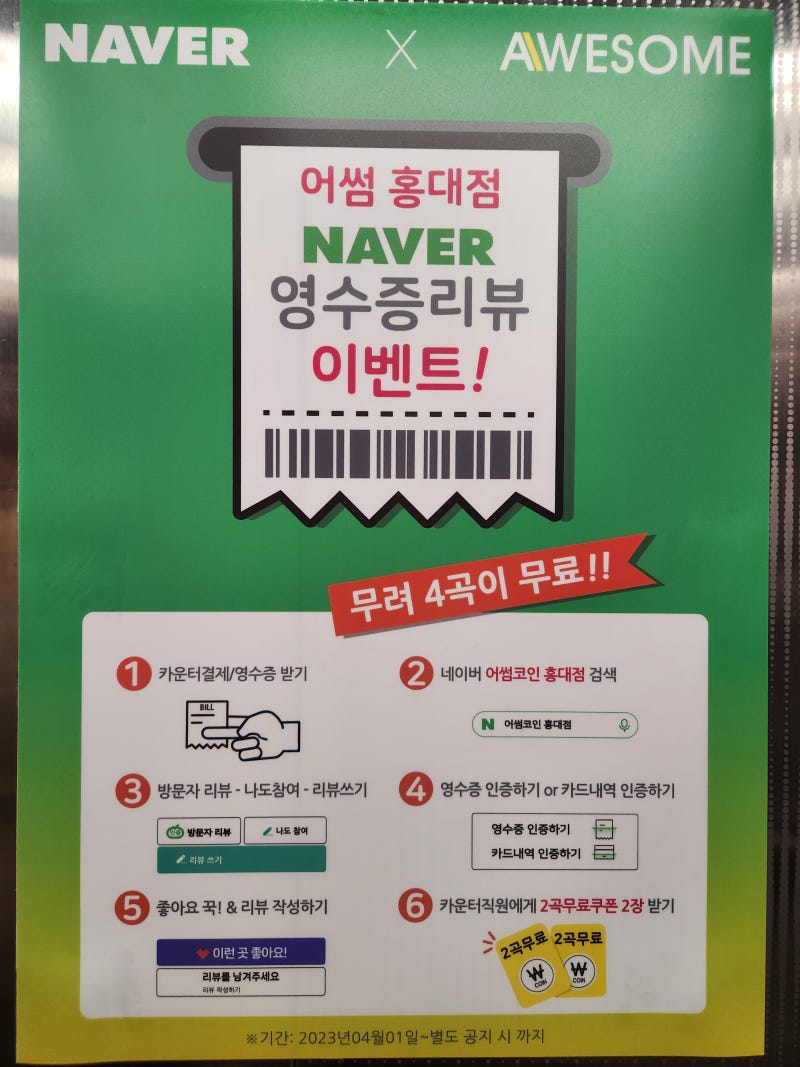 NAVER X AWESOME
어썸 홍대점
NAVER
영수증리뷰
이벤트!
무려 4곡이 무료!!
1 카운터결제/영수증 받기
BILL
2 네이버 어썸코인 홍대점 검색
N 어썸코인 홍대점
3 방문자 리뷰 - 나도참여 - 리뷰쓰기
방문자 리뷰
나도 참여
리뷰 쓰기
4 영수증 인증하기 or 카드내역 인증하기
영수증 인증하기
카드내역 인증하기
5 좋아요 꾹! & 리뷰 작성하기
이런 곳 좋아요!
리뷰를 남겨주세요
리뷰 작성하기
6 카운터직원에게 2곡무료쿠폰 2장 받기
2곡무료
W
COIN
2곡무료
W
COIN
※기간: 2023년04월01일~별도 공지 시 까지